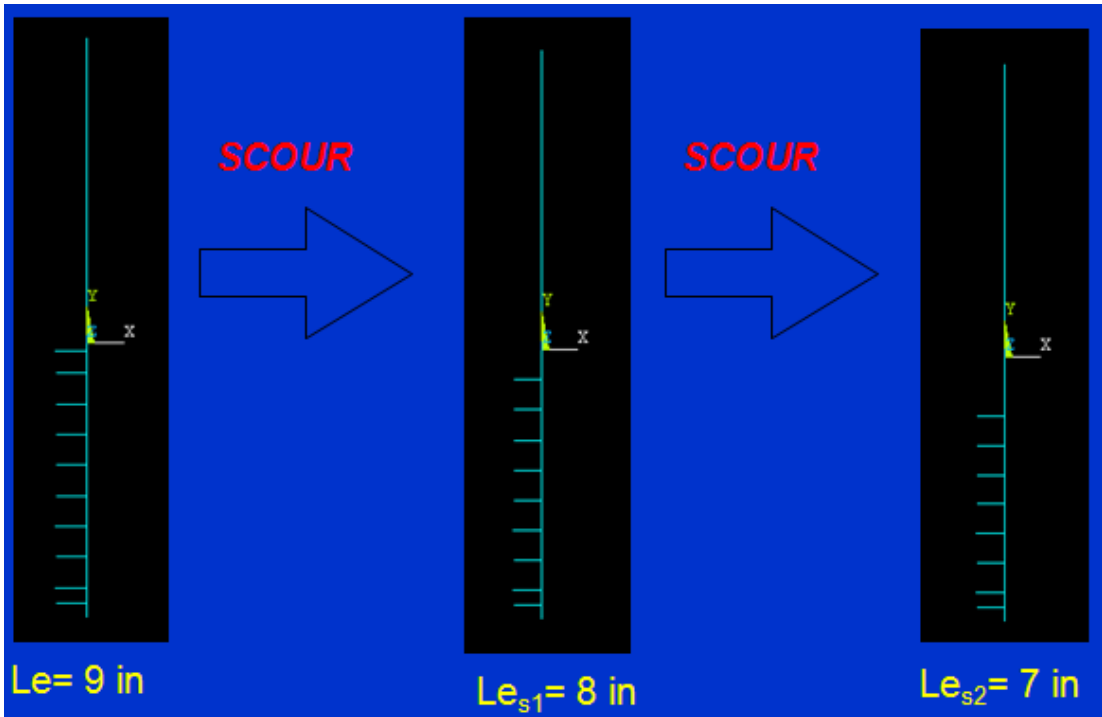 SCOUR
SCOUR
Y
X
Y
X
Y
X
Le= 9 in
Les1= 8 in
Les2= 7 in